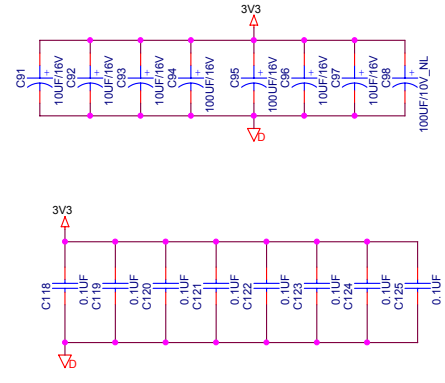 3V3
C91
10UF/16V
C92
10UF/16V
C93
10UF/16V
C94
100UF/16V
C95
100UF/16V
C96
10UF/16V
C97
10UF/16V
C98
100UF/10V_NL
D
3V3
C118
0.1UF
C119
0.1UF
C120
0.1UF
C121
0.1UF
C122
0.1UF
C123
0.1UF
C124
0.1UF
C125
0.1UF
D